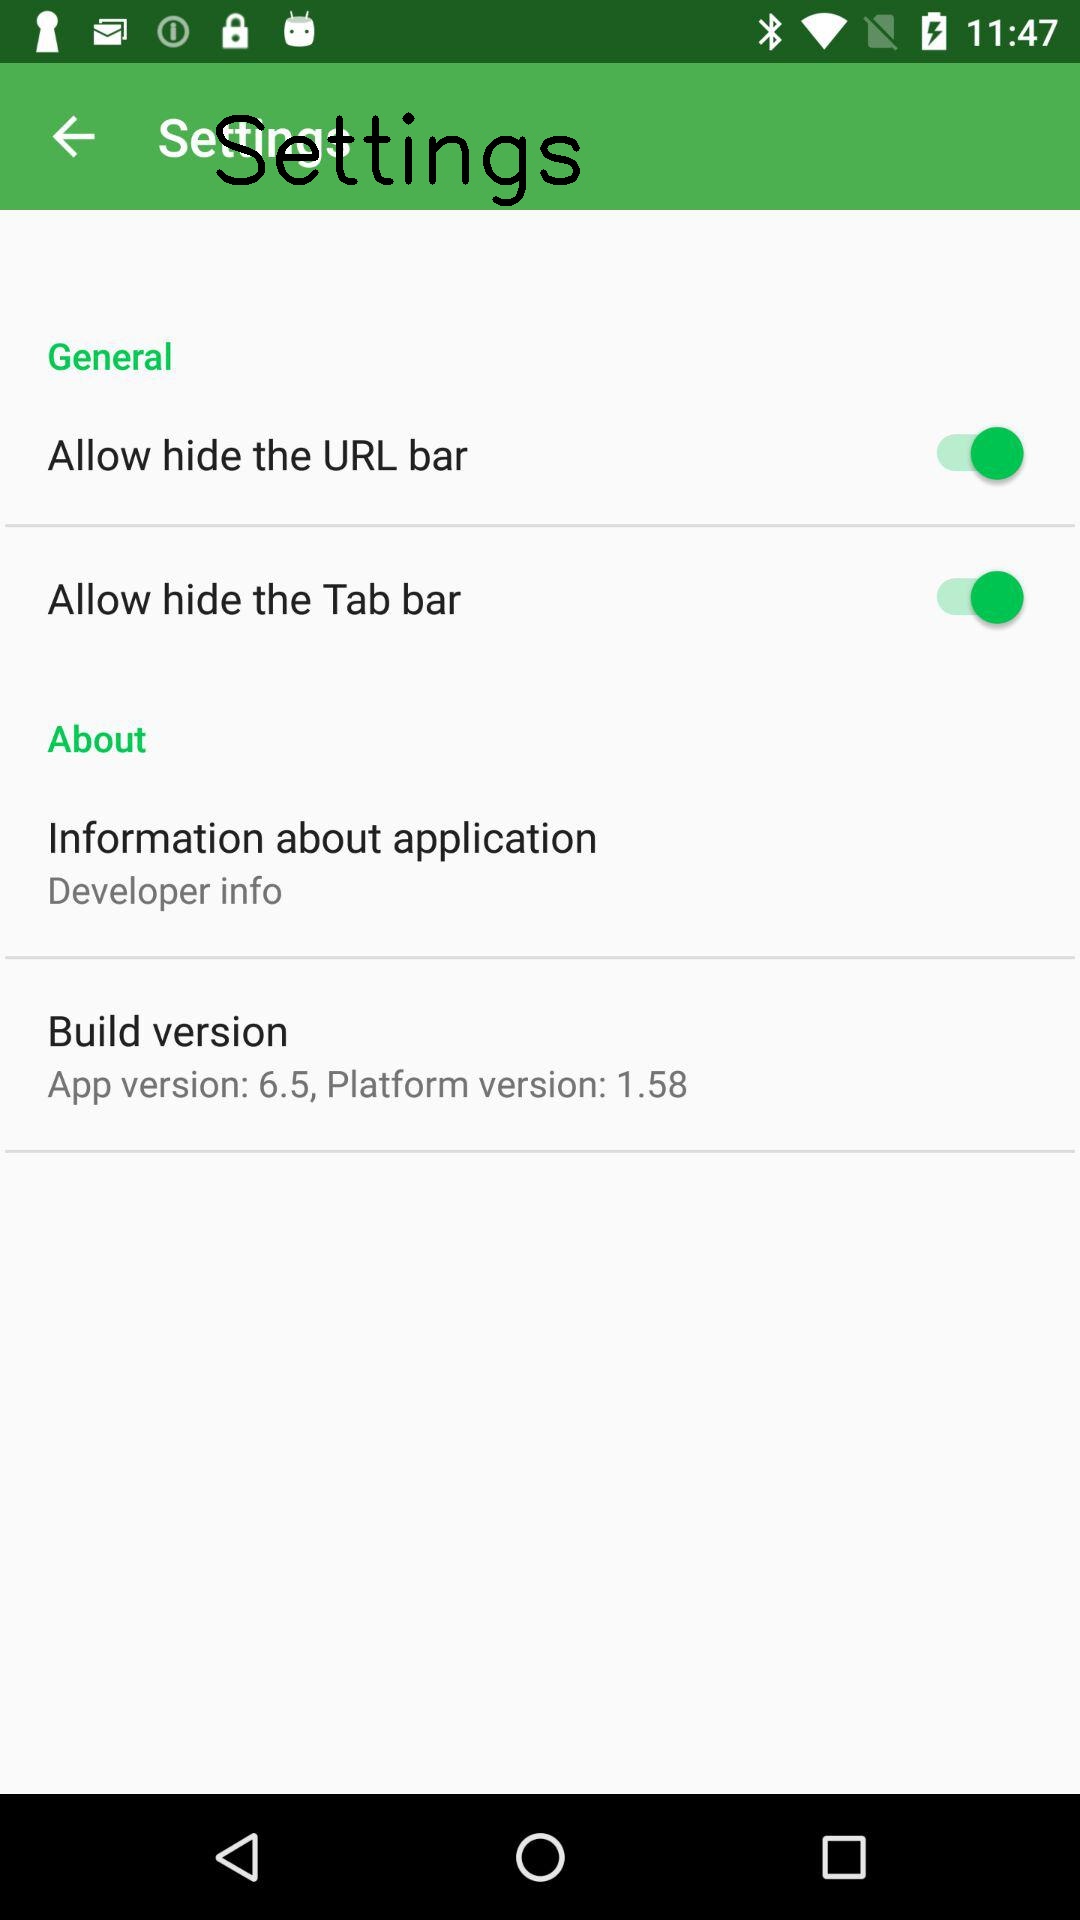 11:47
Settings
Settings
General
Allow hide the URL bar
Allow hide the Tab bar
About
Information about application
Developer info
Build version
App version: 6.5, Platform version: 1.58